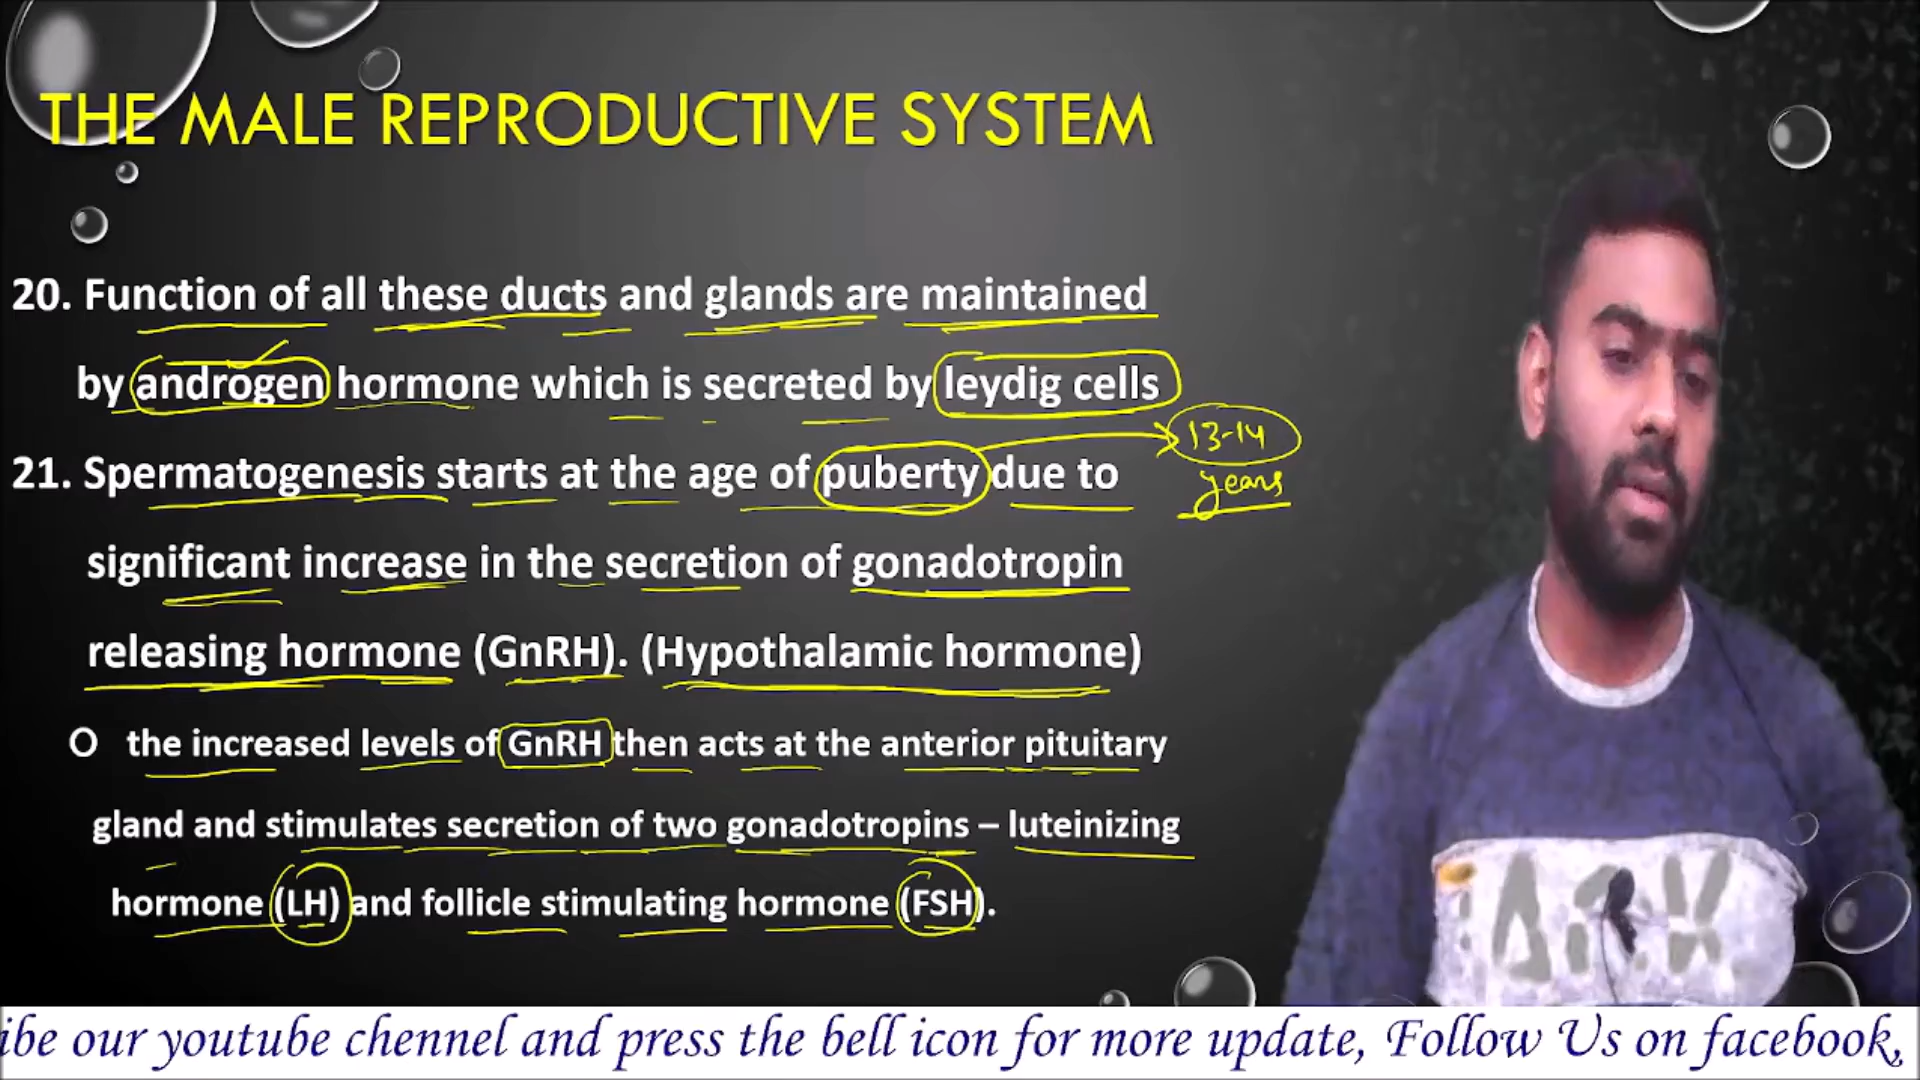 THE MALE REPRODUCTIVE SYSTEM
20. Function of all these ducts and glands are maintained
by androgen hormone which is secreted by leydig cells
13-14
years
21. Spermatogenesis starts at the age of puberty due to
significant increase in the secretion of gonadotropin
releasing hormone (GnRH). (Hypothalamic hormone)
O the increased levels of GnRH then acts at the anterior pituitary
gland and stimulates secretion of two gonadotropins – luteinizing
hormone (LH) and follicle stimulating hormone (FSH).
ibe our youtube chennel and press the bell icon for more update, Follow Us on facebook,